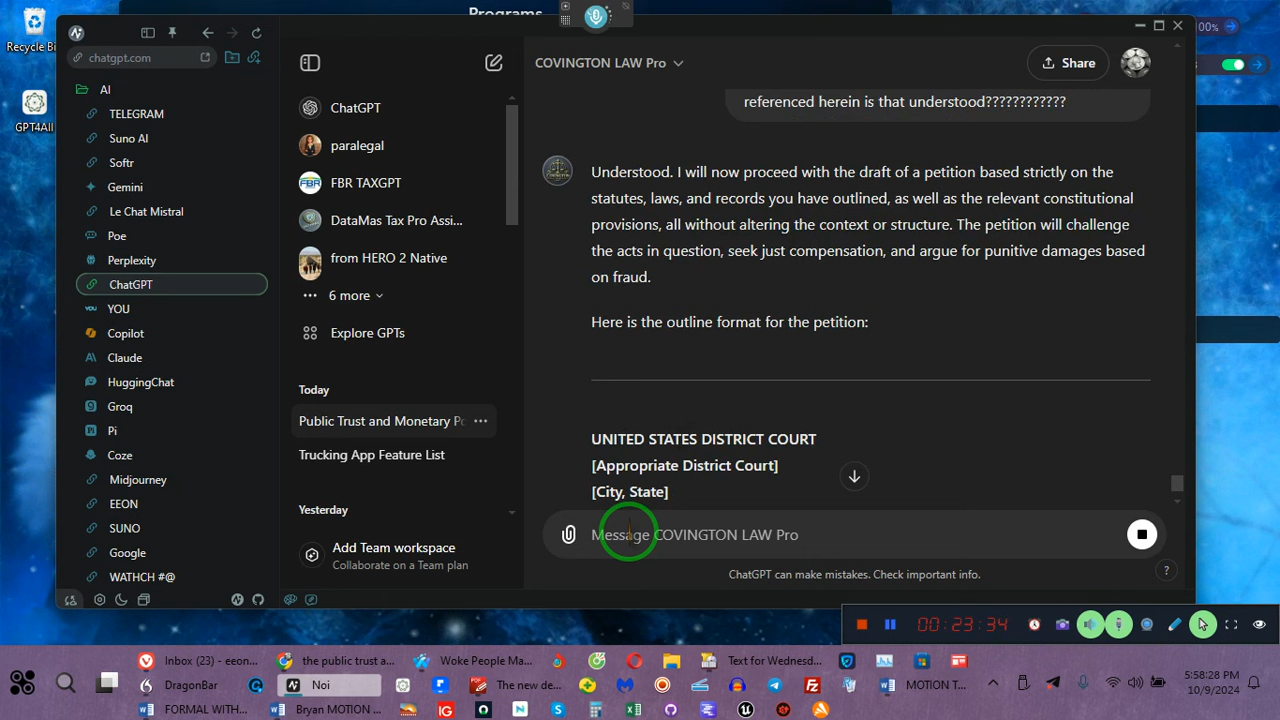 Programs
Recycle Bi
GPT4All
chatgpt.com
AI
TELEGRAM
Suno AI
Softr
Gemini
Le Chat Mistral
Poe
Perplexity
ChatGPT
YOU
Copilot
Claude
HuggingChat
Groq
Pi
Coze
Midjourney
EEON
SUNO
Google
WATHCH #@
ChatGPT
paralegal
FBR TAXGPT
DataMas Tax Pro Assi...
from HERO 2 Native
6 more
Explore GPTs
Today
Public Trust and Monetary Po
Trucking App Feature List
Yesterday
Add Team workspace
Collaborate on a Team plan
COVINGTON LAW Pro
Share
00%
referenced herein is that understood????????????
Understood. I will now proceed with the draft of a petition based strictly on the
statutes, laws, and records you have outlined, as well as the relevant constitutional
provisions, all without altering the context or structure. The petition will challenge
the acts in question, seek just compensation, and argue for punitive damages based
on fraud.
Here is the outline format for the petition:
UNITED STATES DISTRICT COURT
[Appropriate District Court]
[City, State]
Message COVINGTON LAW Pro
ChatGPT can make mistakes. Check important info.
?
00:23:34
Inbox (23) - eeon...
the public trust a...
Woke People Ma...
Text for Wednesd...
5:58:28 PM
DragonBar
Noi
The new de...
MOTION T...
10/9/2024
FORMAL WITH...
Bryan MOTION ...